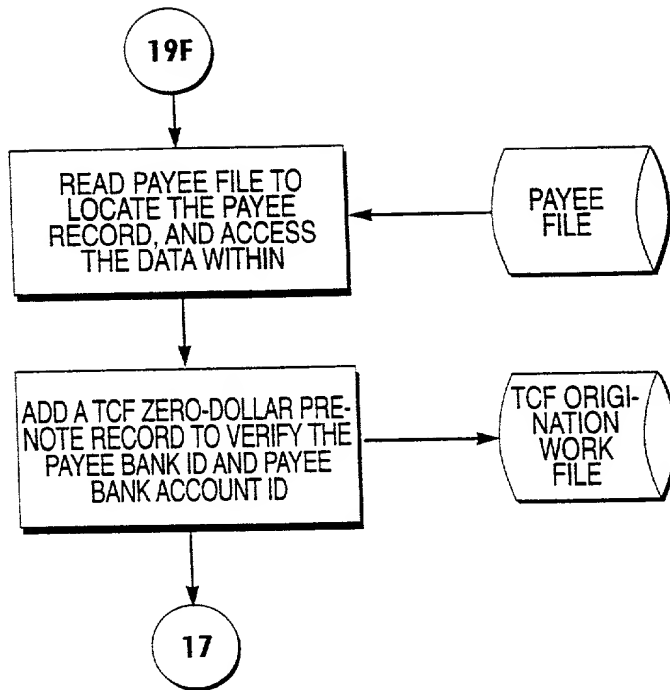 19F
READ PAYEE FILE TO
LOCATE THE PAYEE
RECORD, AND ACCESS
THE DATA WITHIN
PAYEE
FILE
ADD A TCF ZERO-DOLLAR PRE-
NOTE RECORD TO VERIFY THE
PAYEE BANK ID AND PAYEE
BANK ACCOUNT ID
TCF ORIGI-
NATION
WORK
FILE
17